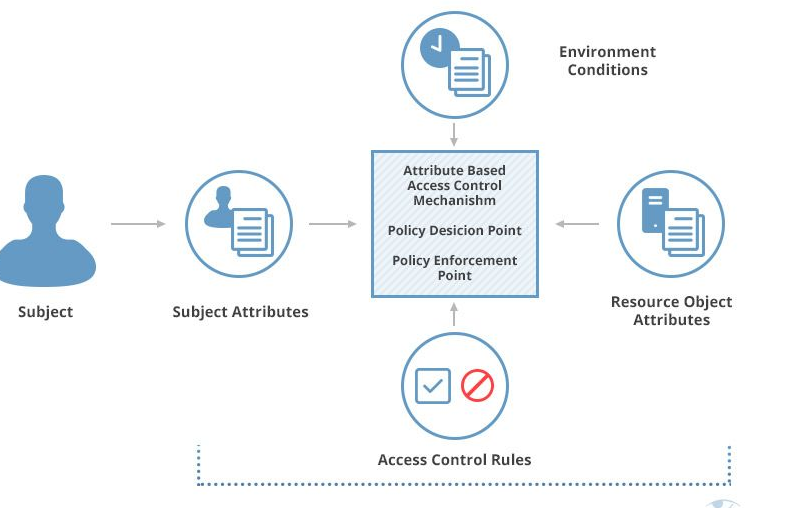 Environment
Conditions
Attribute Based
Access Control
Mechanishm
Policy Desicion Point
Policy Enforcement
Point
Subject
Subject Attributes
Resource Object
Attributes
Access Control Rules